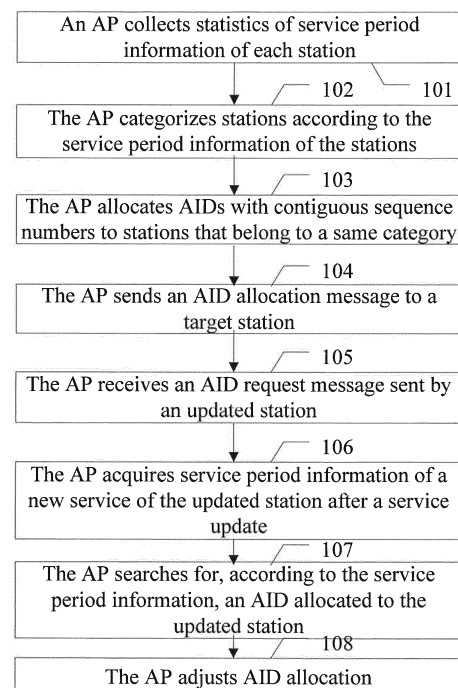 An AP collects statistics of service period
information of each station
101
102
The AP categorizes stations according to the
service period information of the stations
103
The AP allocates AIDs with contiguous sequence
numbers to stations that belong to a same category
104
The AP sends an AID allocation message to a
target station
105
The AP receives an AID request message sent by
an updated station
106
The AP acquires service period information of a
new service of the updated station after a service
update
107
The AP searches for, according to the service
period information, an AID allocated to the
updated station
108
The AP adjusts AID allocation